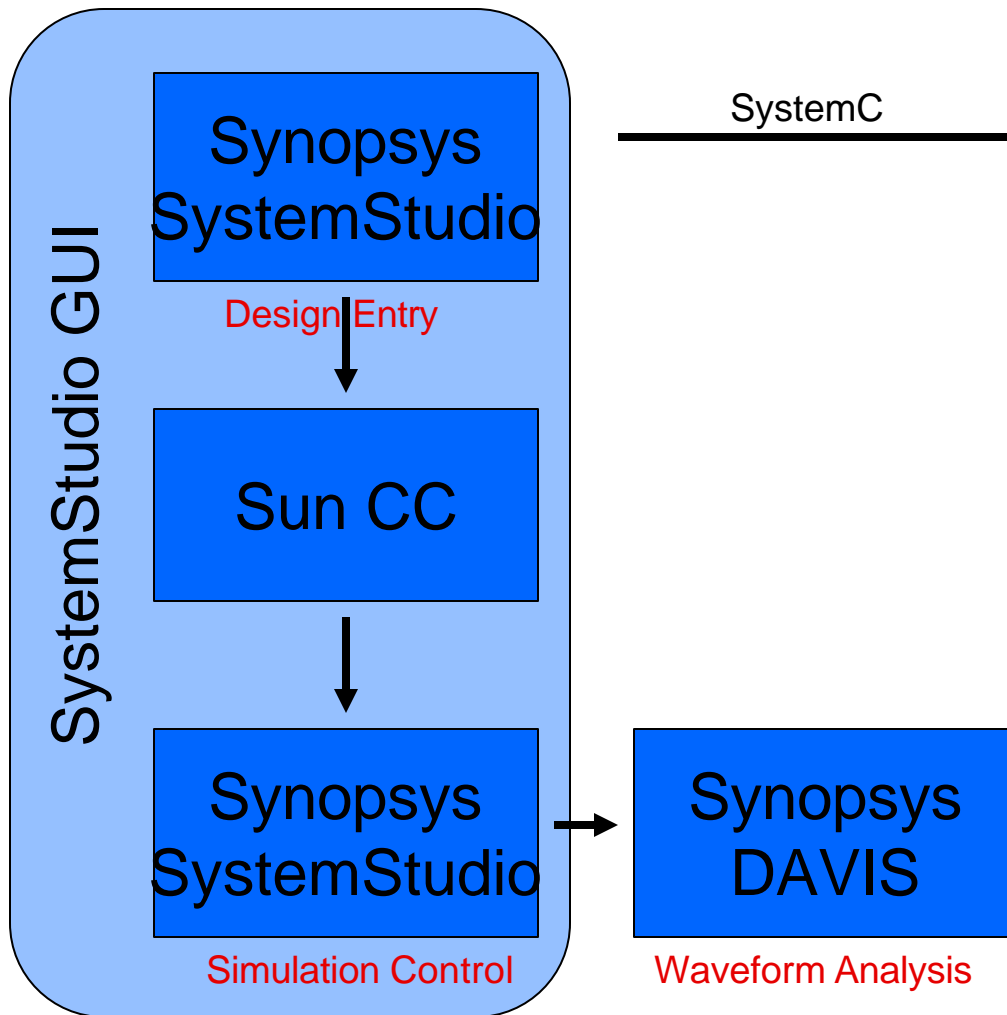 SystemStudio GUI
Synopsys
SystemStudio
Design Entry
SystemC
Sun CC
Synopsys
SystemStudio
Simulation Control
Synopsys
DAVIS
Waveform Analysis